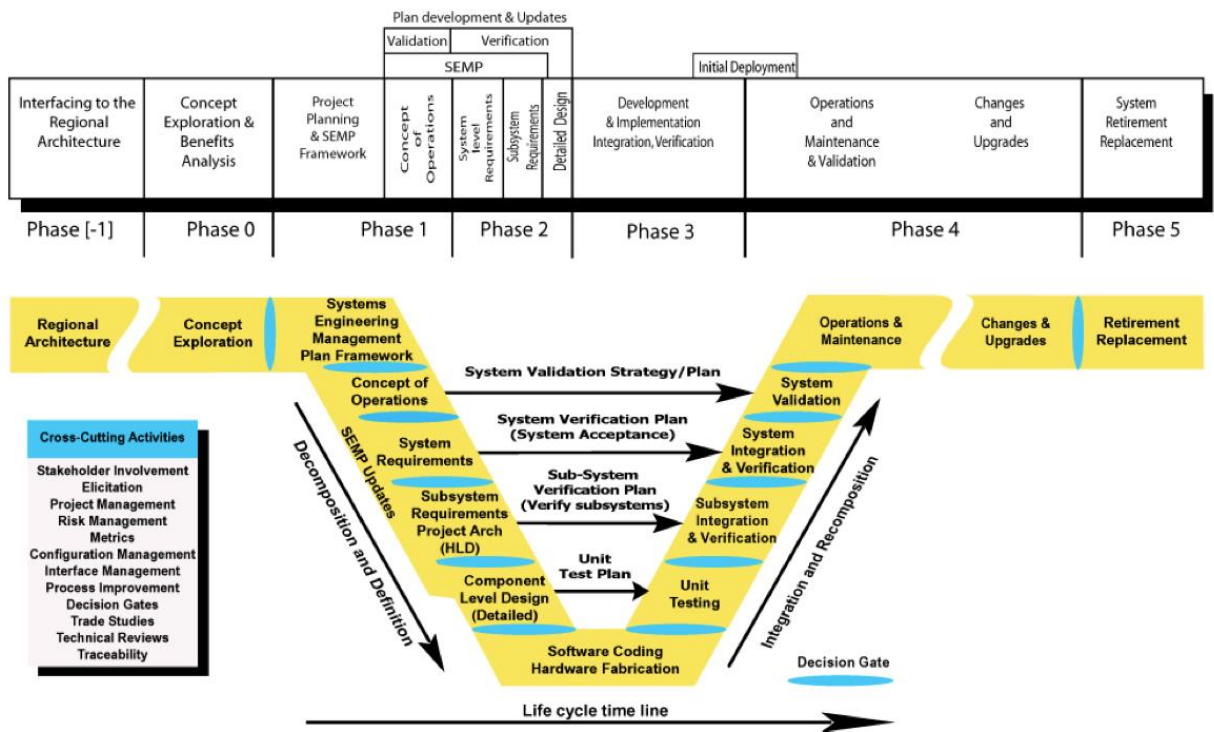 Plan development & Updates
Validation
Verification
SEMP
Initial Deployment
Interfacing to the
Regional
Architecture
Concept
Exploration &
Benefits
Analysis
Project
Planning
& SEMP
Framework
Concept
of
Operations
System
level
Requirements
Subsystem
Requirements
Detailed Design
Development
& Implementation
Integration, Verification
Operations
and
Maintenance
& Validation
Changes
and
Upgrades
System
Retirement
Replacement
Phase [-1]
Phase 0
Phase 1
Phase 2
Phase 3
Phase 4
Phase 5
Regional
Architecture
Concept
Exploration
Systems
Engineering
Management
Plan Framework
Operations &
Maintenance
Changes &
Upgrades
Retirement
Replacement
Concept of
Operations
System Validation Strategy/Plan
System
Validation
System
Requirements
System Verification Plan
(System Acceptance)
System
Integration
& Verification
Subsystem
Requirements
Project Arch
(HLD)
Sub-System
Verification Plan
(Verify subsystems)
Subsystem
Integration
& Verification
Component
Level Design
(Detailed)
Unit
Test Plan
Unit
Testing
Software Coding
Hardware Fabrication
SEMP Updates
Decomposition and Definition
Integration and Recomposition
Decision Gate
Life cycle time line
Cross-Cutting Activities
Stakeholder Involvement
Elicitation
Project Management
Risk Management
Metrics
Configuration Management
Interface Management
Process Improvement
Decision Gates
Trade Studies
Technical Reviews
Traceability